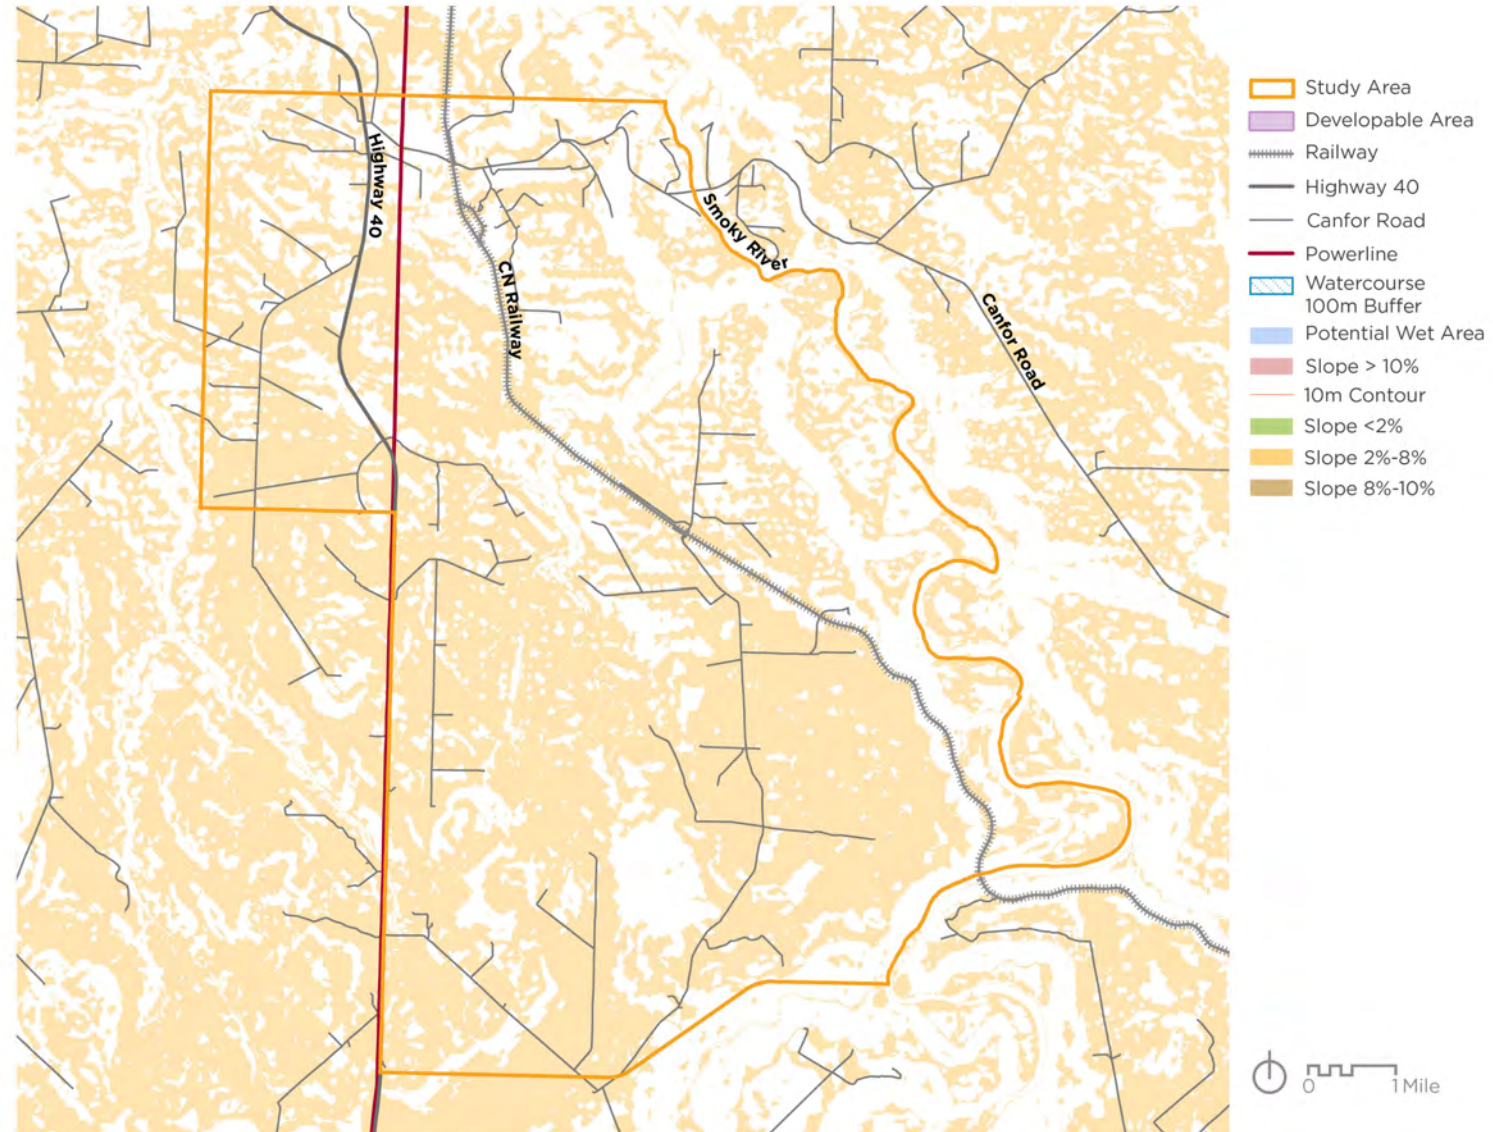 Highway 40
CN Railway
Smoky River
Canfor Road
Study Area
Developable Area
Railway
Highway 40
Canfor Road
Powerline
Watercourse
100m Buffer
Potential Wet Area
Slope > 10%
10m Contour
Slope <2%
Slope 2%-8%
Slope 8%-10%
0 1 Mile